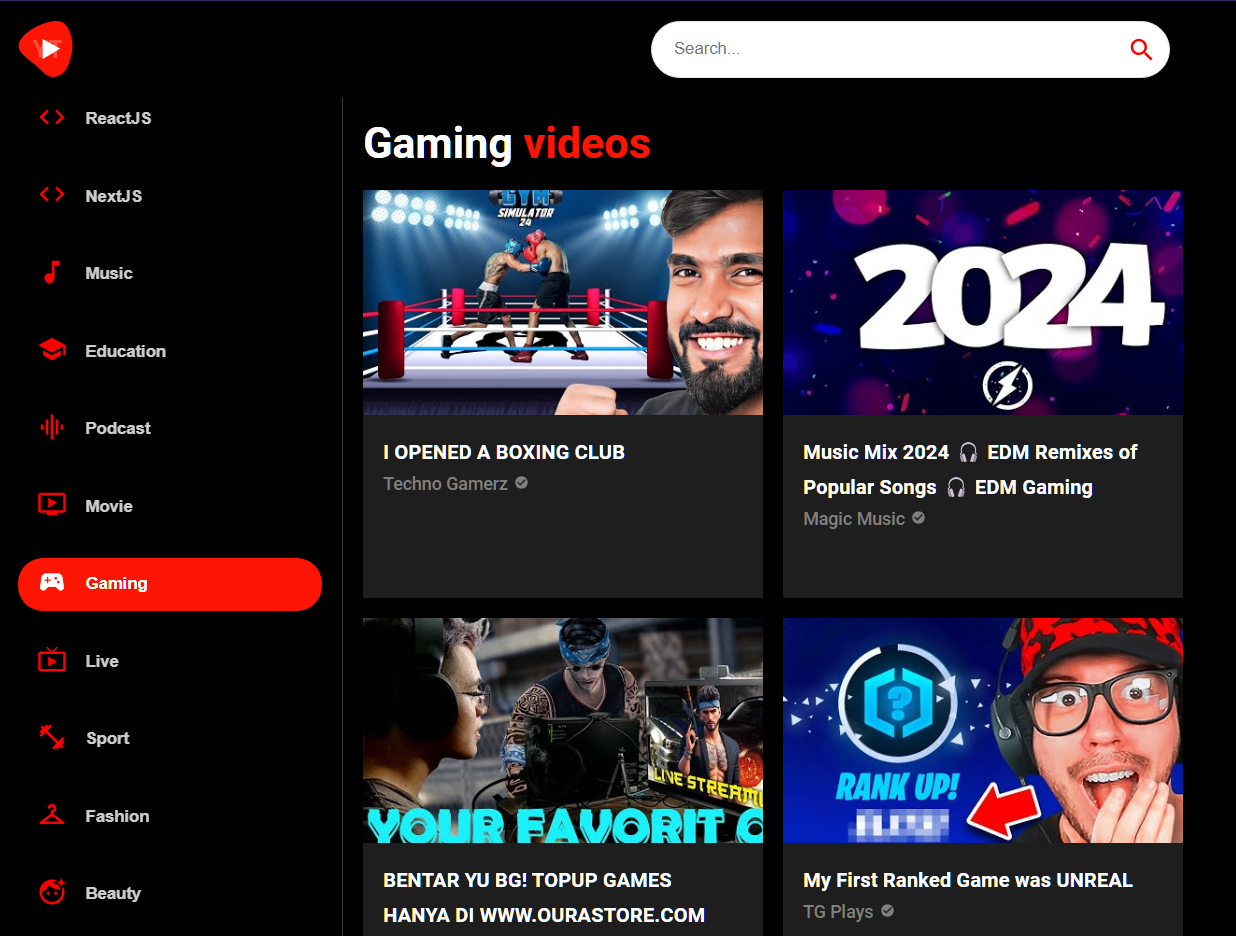 YT
Search...
ReactJS
NextJS
Music
Education
Podcast
Movie
Gaming
Live
Sport
Fashion
Beauty
Gaming videos
GYM
SIMULATOR
24
I OPENED A BOXING CLUB
Techno Gamerz
2024
Music Mix 2024 🎧 EDM Remixes of
Popular Songs 🎧 EDM Gaming
Magic Music
LIVE STREAMI
YOUR FAVORIT
BENTAR YU BG! TOPUP GAMES
HANYA DI WWW.OURASTORE.COM
?
RANK UP!
My First Ranked Game was UNREAL
TG Plays